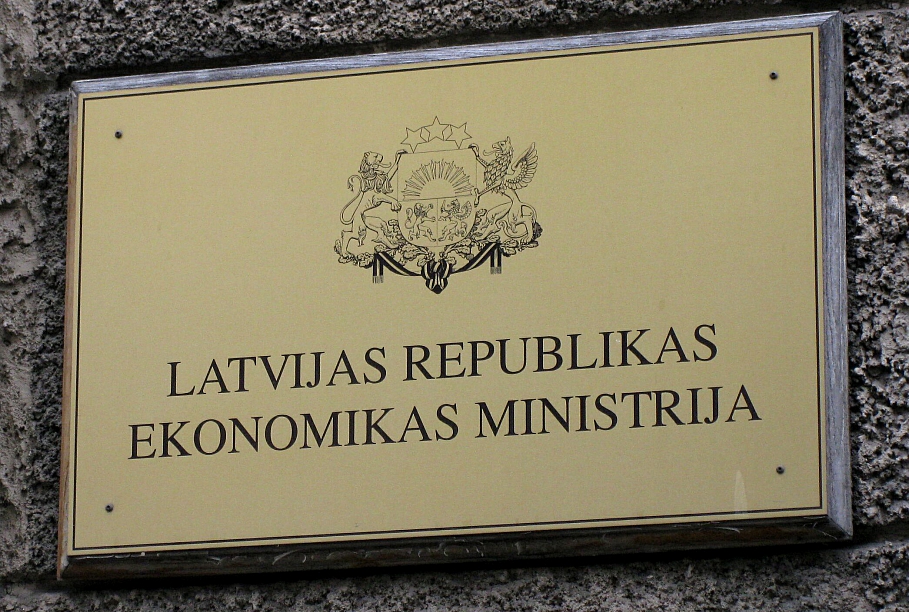 LATVIJAS REPUBLIKAS
EKONOMIKAS MINISTRIJA